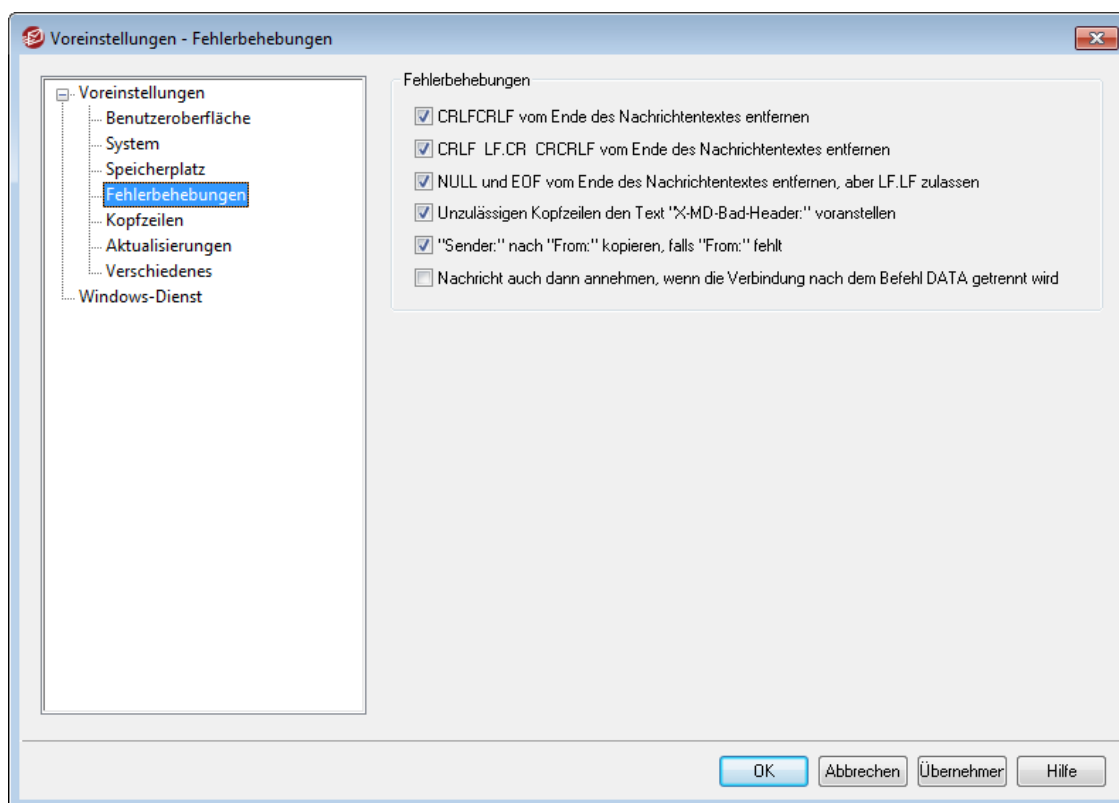 Voreinstellungen - Fehlerbehebungen
Voreinstellungen
Benutzeroberfläche
System
Speicherplatz
Fehlerbehebungen
Kopfzeilen
Aktualisierungen
Verschiedenes
Windows-Dienst
Fehlerbehebungen
CRLFCRLF vom Ende des Nachrichtentextes entfernen
CRLF LF.CR CRCRLF vom Ende des Nachrichtentextes entfernen
NULL und EOF vom Ende des Nachrichtentextes entfernen, aber LF.LF zulassen
Unzulässigen Kopfzeilen den Text "X-MD-Bad-Header:" voranstellen
"Sender:" nach "From:" kopieren, falls "From:" fehlt
Nachricht auch dann annehmen, wenn die Verbindung nach dem Befehl DATA getrennt wird
OK
Abbrechen
Übernehmer
Hilfe